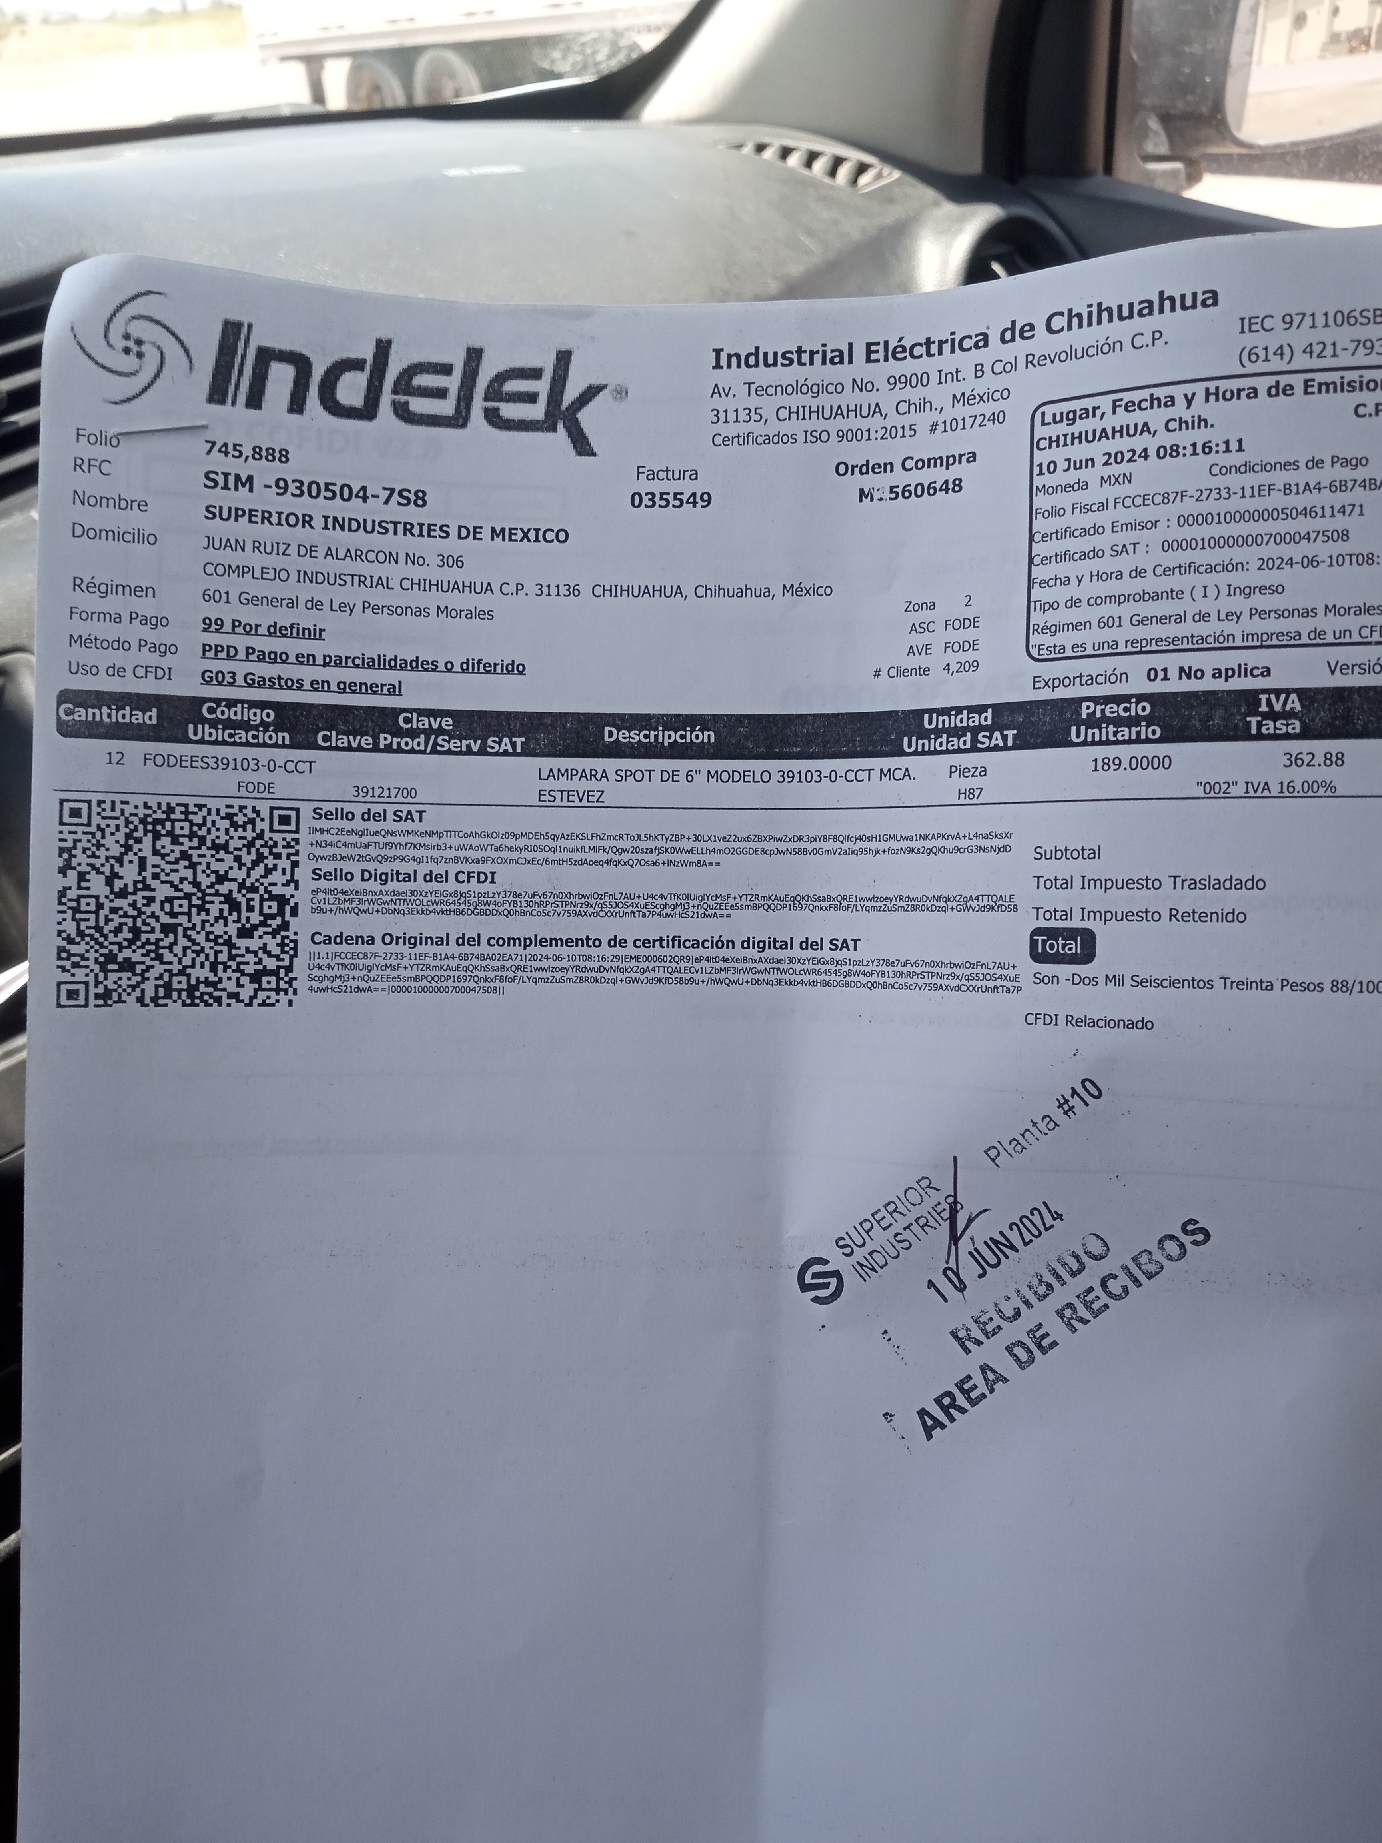 Indelek®
Industrial Eléctrica de Chihuahua
Av. Tecnológico No. 9900 Int. B Col Revolución C.P.
31135, CHIHUAHUA, Chih., México
Certificados ISO 9001:2015 #1017240
IEC 971106SB
(614) 421-793
Lugar, Fecha y Hora de Emisio
CHIHUAHUA, Chih. C.P
10 Jun 2024 08:16:11
Moneda MXN Condiciones de Pago
Folio Fiscal FCCEC87F-2733-11EF-B1A4-6B74BA
Certificado Emisor : 00001000000504611471
Certificado SAT : 00001000000700047508
Fecha y Hora de Certificación: 2024-06-10T08:
Tipo de comprobante ( I ) Ingreso
Régimen 601 General de Ley Personas Morales
"Esta es una representación impresa de un CFD
Exportación 01 No aplica Versió
Folio 745,888
RFC SIM -930504-7S8
Nombre SUPERIOR INDUSTRIES DE MEXICO
Domicilio JUAN RUIZ DE ALARCON No. 306
COMPLEJO INDUSTRIAL CHIHUAHUA C.P. 31136 CHIHUAHUA, Chihuahua, México
Régimen 601 General de Ley Personas Morales
Forma Pago 99 Por definir
Método Pago PPD Pago en parcialidades o diferido
Uso de CFDI G03 Gastos en general
Factura
035549
Orden Compra
560648
Zona 2
ASC FODE
AVE FODE
# Cliente 4,209
Cantidad Código Clave Descripción Unidad Precio IVA
Ubicación Clave Prod/Serv SAT Unidad SAT Unitario Tasa
12 FODEES39103-0-CCT LAMPARA SPOT DE 6" MODELO 39103-0-CCT MCA. Pieza 189.0000 362.88
FODE 39121700 ESTEVEZ H87 "002" IVA 16.00%
Sello del SAT
Sello Digital del CFDI
Cadena Original del complemento de certificación digital del SAT
4uwHcS21dwA==|00001000000700047508||
Subtotal
Total Impuesto Trasladado
Total Impuesto Retenido
Total
Son -Dos Mil Seiscientos Treinta Pesos 88/100
CFDI Relacionado
Planta #10
SUPERIOR
INDUSTRIES
10 JUN 2024
RECIBIDO
AREA DE RECIBOS